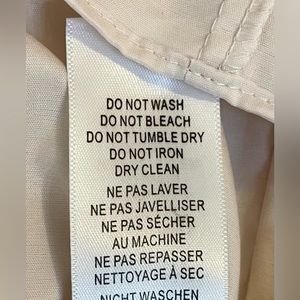 DO NOT WASH
DO NOT BLEACH
DO NOT TUMBLE DRY
DO NOT IRON
DRY CLEAN
NE PAS LAVER
NE PAS JAVELLISER
NE PAS SÉCHER
AU MACHINE
NE PAS REPASSER
NETTOYAGE À SEC
NICHT WASCHEN